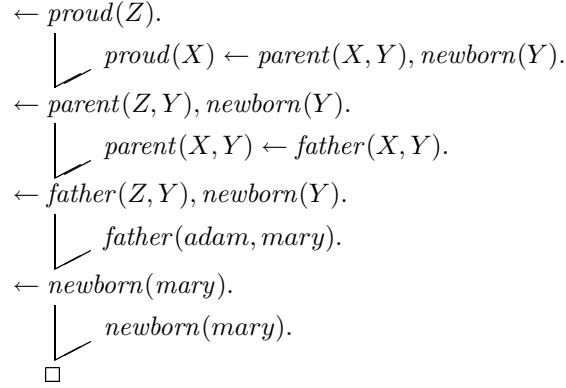 ← proud(Z).
proud(X) ← parent(X, Y), newborn(Y).
← parent(Z, Y), newborn(Y).
parent(X, Y) ← father(X, Y).
← father(Z, Y), newborn(Y).
father(adam, mary).
← newborn(mary).
newborn(mary).
□